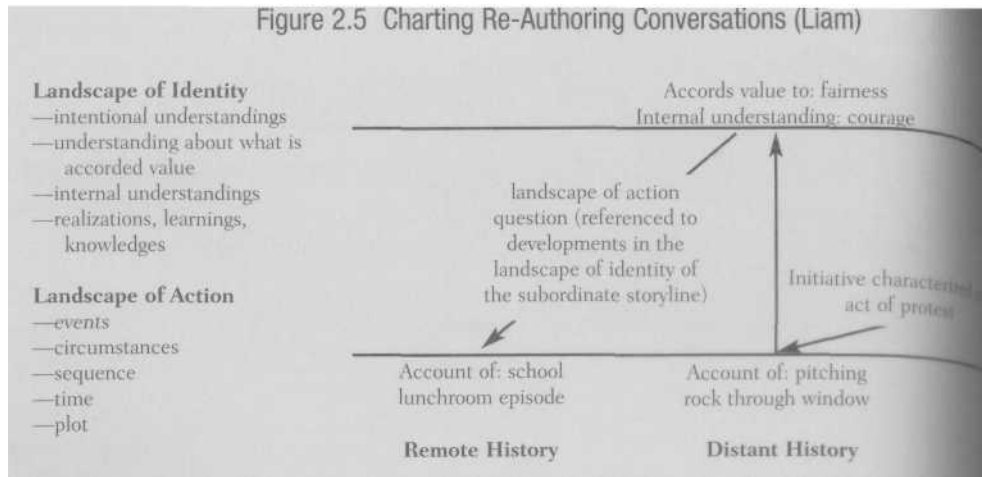 Figure 2.5 Charting Re-Authoring Conversations (Liam)
Landscape of Identity
—intentional understandings
—understanding about what is
accorded value
—internal understandings
—realizations, learnings,
knowledges
Landscape of Action
—events
—circumstances
—sequence
—time
—plot
Accords value to: fairness
Internal understanding: courage
landscape of action
question (referenced to
developments in the
landscape of identity of
the subordinate storyline)
Initiative
act of protest
Account of: school
lunchroom episode
Account of: pitching
rock through window
Remote History
Distant History